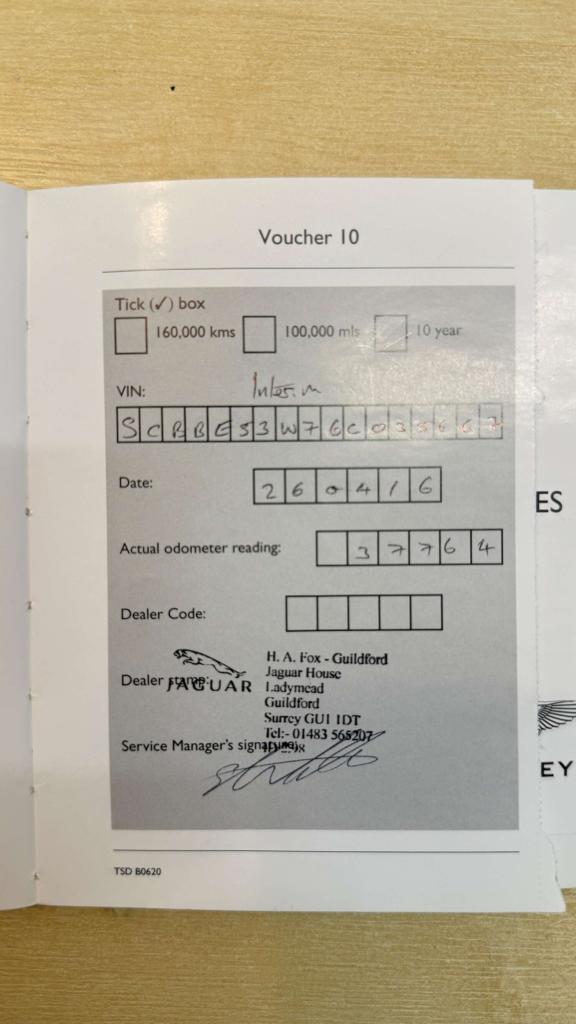 Voucher 10
Tick (✓) box
160,000 kms 100,000 mls 10 year
VIN: Interim
SCBBE53W76C035667
Date: 260416
Actual odometer reading: 37764
Dealer Code:
Dealer stamp: JAGUAR
H. A. Fox - Guildford
Jaguar House
Ladymead
Guildford
Surrey GU1 1DT
Tel:- 01483 565207
Service Manager's signature:
TSD B0620
ES
EY